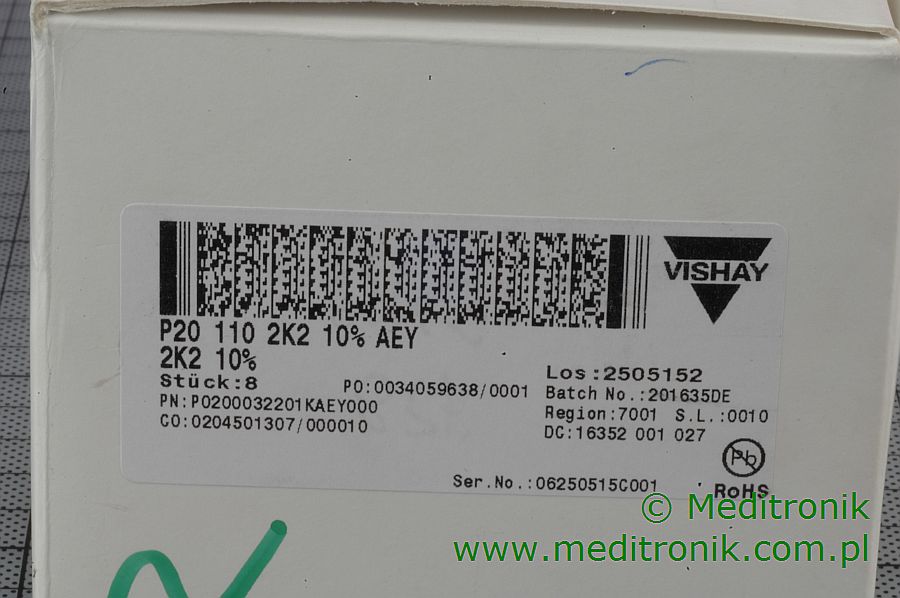 VISHAY
P20 110 2K2 10% AEY
2K2 10%
Stück:8
PO:0034059638/0001
PN:P0200032201KAEY000
CO:0204501307/000010
Los:2505152
Batch No.:201635DE
Region:7001 S.L.:0010
DC:16352 001 027
Pb
RoHS
Ser.No.:06250515C001
© Meditronik
www.meditronik.com.pl